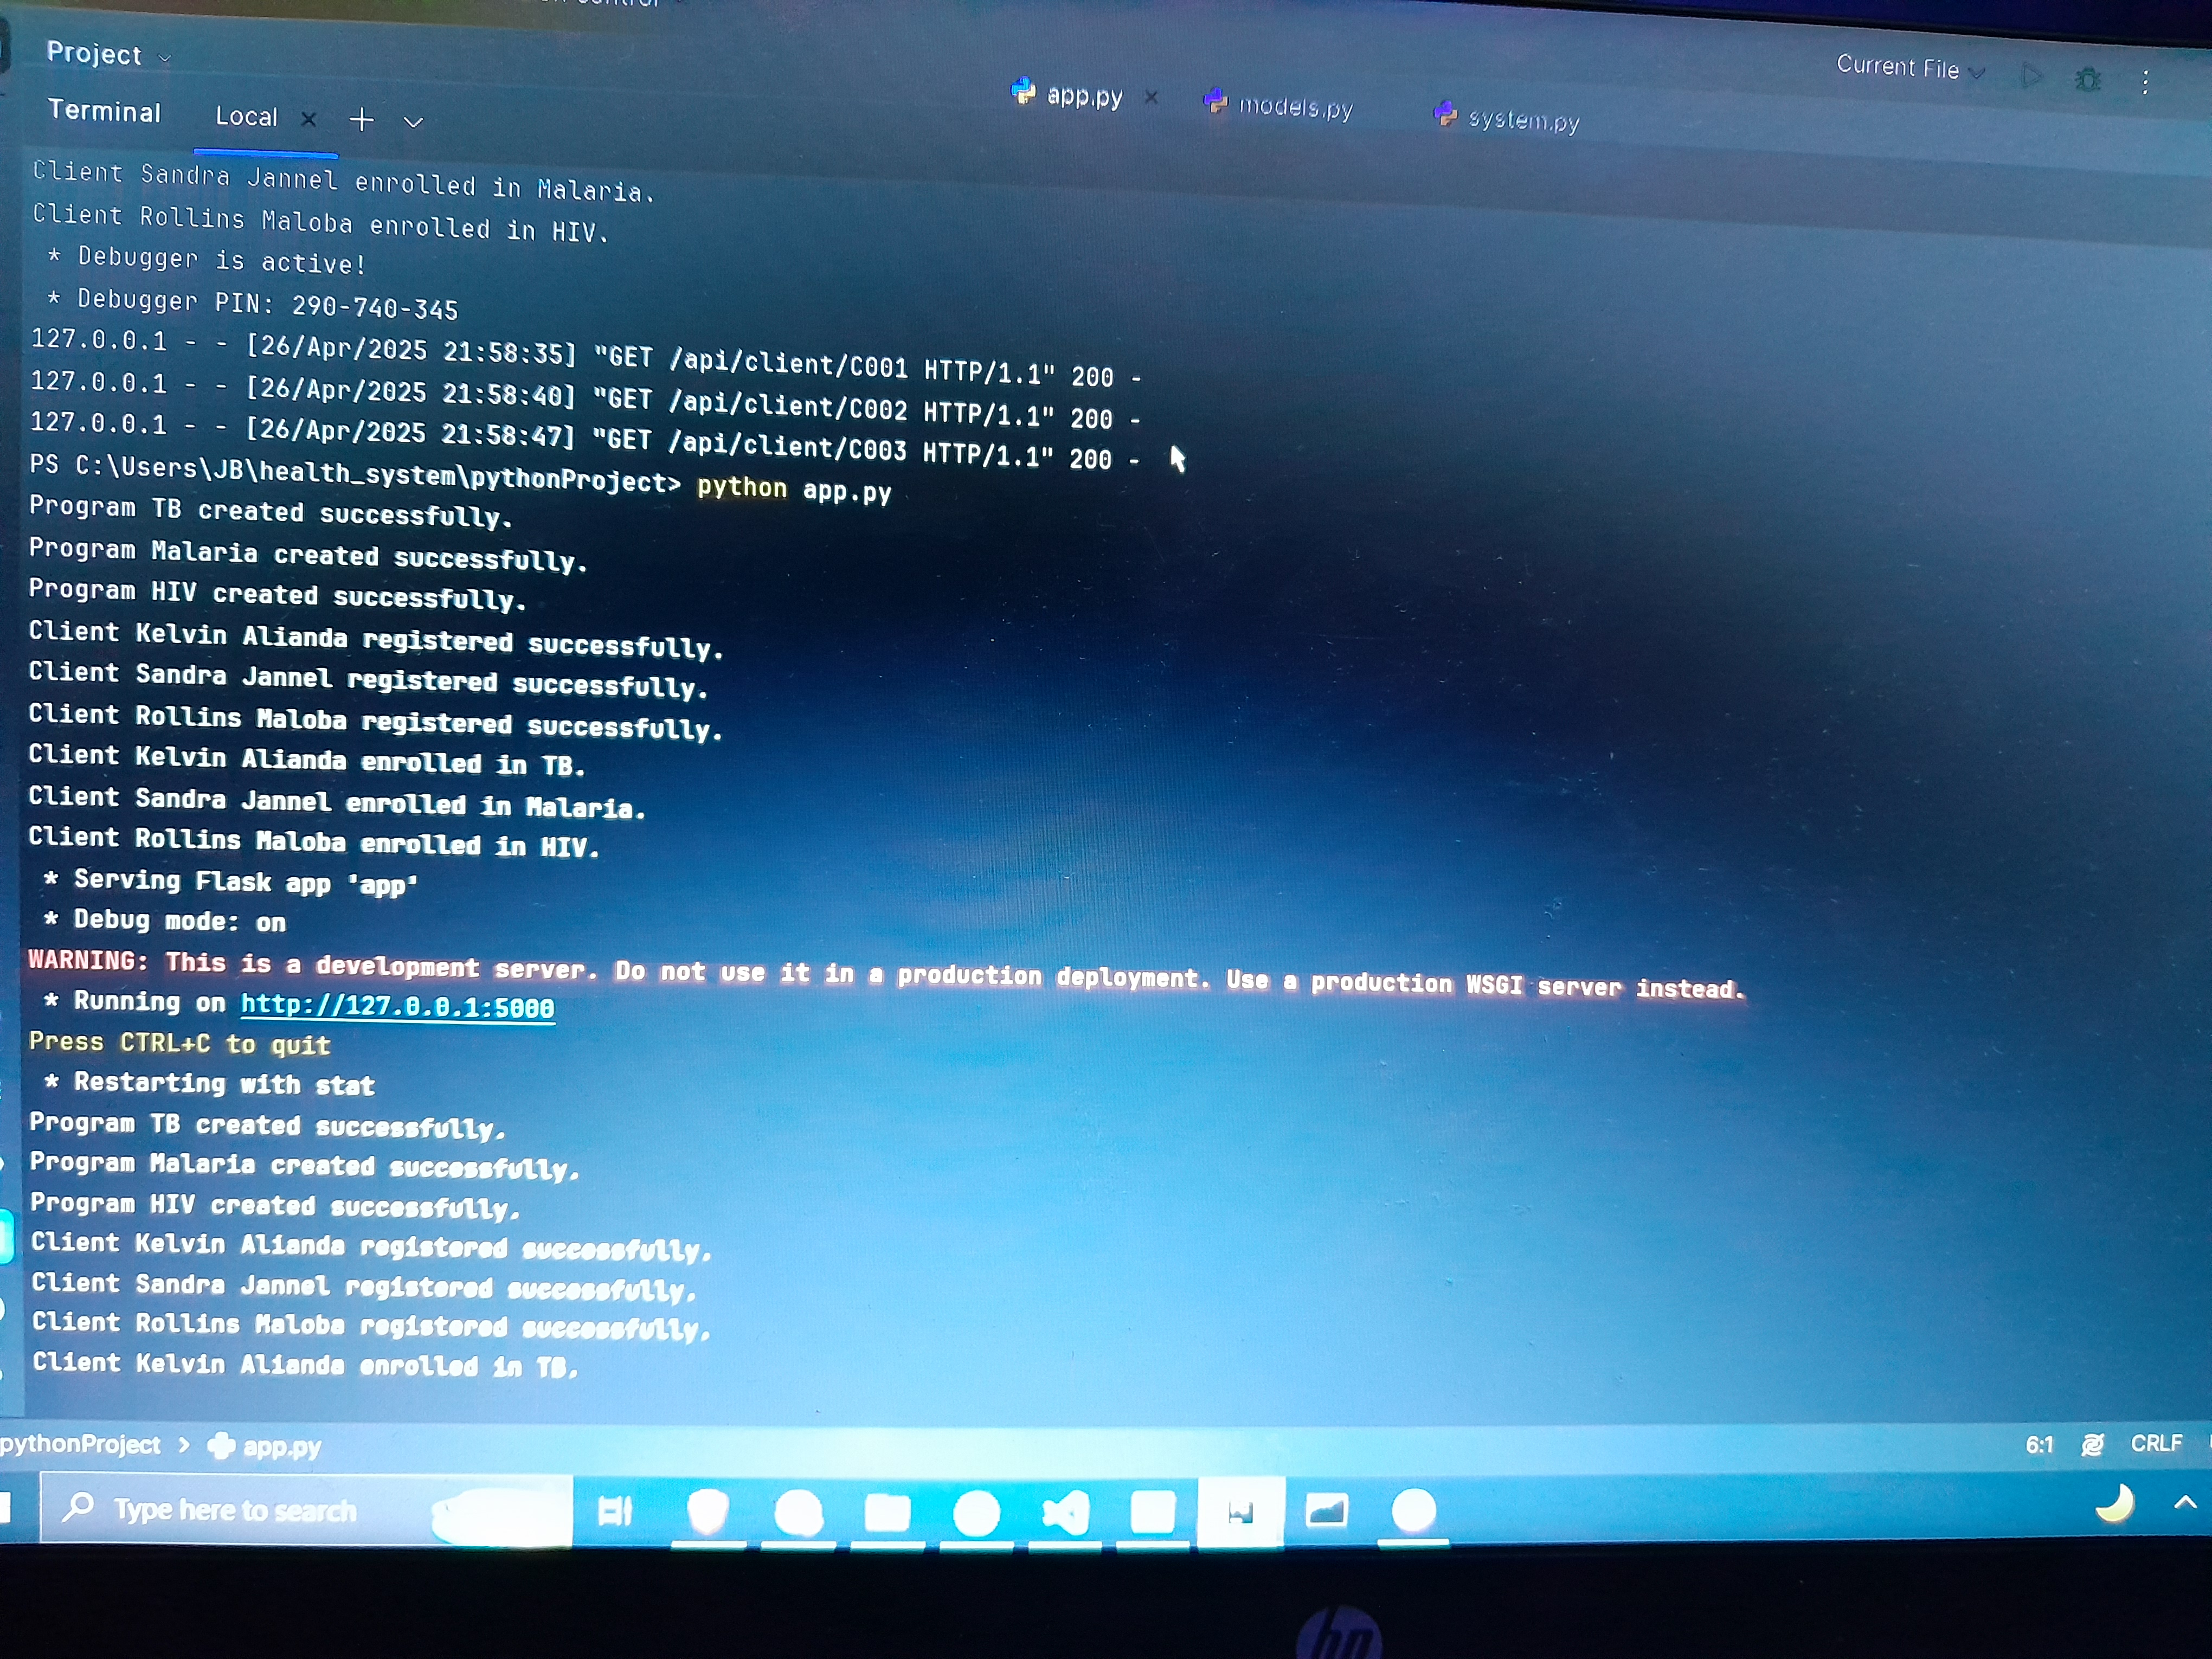 Project
Current File
Terminal
Local
app.py
models.py
system.py
Client Sandra Jannel enrolled in Malaria.
Client Rollins Maloba enrolled in HIV.
* Debugger is active!
* Debugger PIN: 290-740-345
127.0.0.1 - - [26/Apr/2025 21:58:35] "GET /api/client/C001 HTTP/1.1" 200 -
127.0.0.1 - - [26/Apr/2025 21:58:40] "GET /api/client/C002 HTTP/1.1" 200 -
127.0.0.1 - - [26/Apr/2025 21:58:47] "GET /api/client/C003 HTTP/1.1" 200 -
PS C:\Users\JB\health_system\pythonProject> python app.py
Program TB created successfully.
Program Malaria created successfully.
Program HIV created successfully.
Client Kelvin Alianda registered successfully.
Client Sandra Jannel registered successfully.
Client Rollins Maloba registered successfully.
Client Kelvin Alianda enrolled in TB.
Client Sandra Jannel enrolled in Malaria.
Client Rollins Maloba enrolled in HIV.
* Serving Flask app 'app'
* Debug mode: on
WARNING: This is a development server. Do not use it in a production deployment. Use a production WSGI server instead.
* Running on http://127.0.0.1:5000
Press CTRL+C to quit
* Restarting with stat
Program TB created successfully.
Program Malaria created successfully.
Program HIV created successfully.
Client Kelvin Alianda registered successfully.
Client Sandra Jannel registered successfully.
Client Rollins Maloba registered successfully.
Client Kelvin Alianda enrolled in TB.
pythonProject > app.py
6:1
CRLF
Type here to search
hp